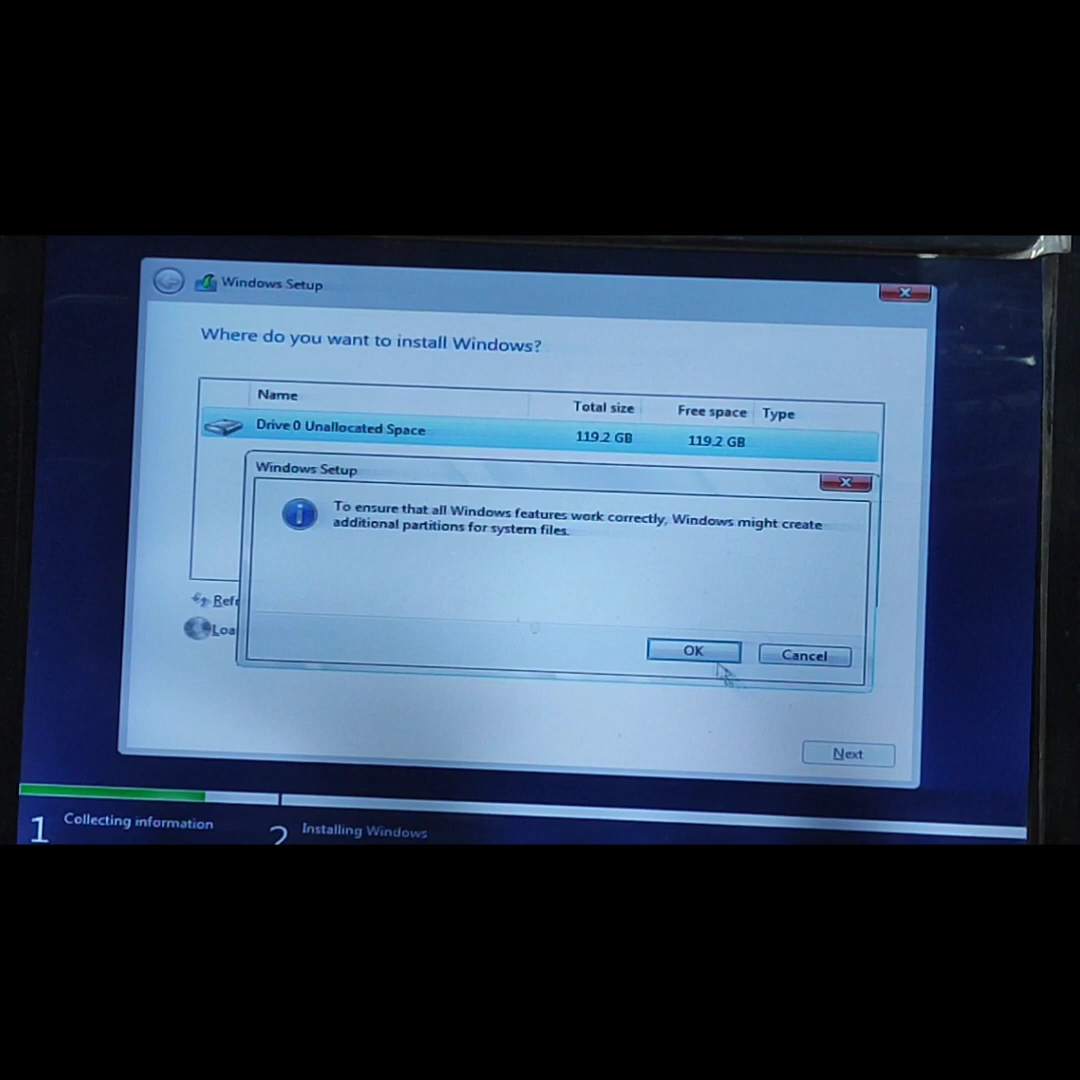 Windows Setup
Where do you want to install Windows?
Name Total size Free space Type
Drive 0 Unallocated Space 119.2 GB 119.2 GB
Windows Setup
To ensure that all Windows features work correctly, Windows might create
additional partitions for system files.
Refr
Loa
OK Cancel
Next
1 Collecting information 2 Installing Windows